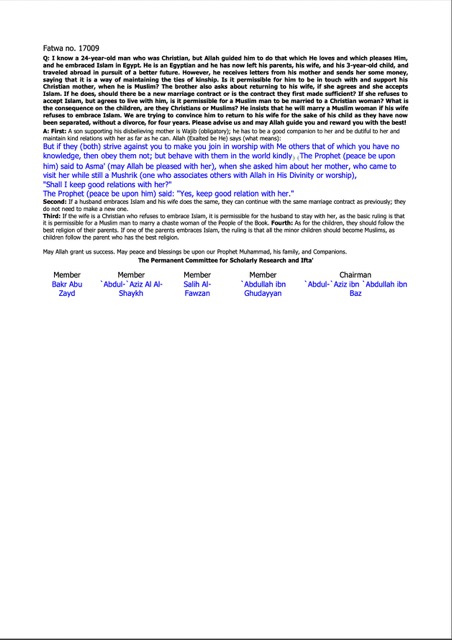 Fatwa no. 17009
Q: I know a 24-year-old man who was Christian, but Allah guided him to do that which He loves and which pleases Him,
and he embraced Islam in Egypt. He is an Egyptian and he has now left his parents, his wife, and his 3-year-old child, and
traveled abroad in pursuit of a better future. However, he receives letters from his mother and sends her some money,
saying that it is a way of maintaining the ties of kinship. Is it permissible for him to be in touch with and support his
Christian mother, when he is Muslim? The brother also asks about returning to his wife, if she agrees and she accepts
Islam. If he does, should there be a new marriage contract or is the contract they first made sufficient? If she refuses to
accept Islam, but agrees to live with him, is it permissible for a Muslim man to be married to a Christian woman? What is
the consequence on the children, are they Christians or Muslims? He insists that he will marry a Muslim woman if his wife
refuses to embrace Islam. We are trying to convince him to return to his wife for the sake of his child as they have now
been separated, without a divorce, for four years. Please advise us and may Allah guide you and reward you with the best!
A: First: A son supporting his disbelieving mother is Wajib (obligatory); he has to be a good companion to her and be dutiful to her and
maintain kind relations with her as far as he can. Allah (Exalted be He) says (what means):
But if they (both) strive against you to make you join in worship with Me others that of which you have no
knowledge, then obey them not; but behave with them in the world kindly The Prophet (peace be upon
him) said to Asma' (may Allah be pleased with her), when she asked him about her mother, who came to
visit her while still a Mushrik (one who associates others with Allah in His Divinity or worship),
"Shall I keep good relations with her?"
The Prophet (peace be upon him) said: "Yes, keep good relation with her."
Second: If a husband embraces Islam and his wife does the same, they can continue with the same marriage contract as previously; they
do not need to make a new one.
Third: If the wife is a Christian who refuses to embrace Islam, it is permissible for the husband to stay with her, as the basic ruling is that
it is permissible for a Muslim man to marry a chaste woman of the People of the Book. Fourth: As for the children, they should follow the
best religion of their parents. If one of the parents embraces Islam, the ruling is that all the minor children should become Muslims, as
children follow the parent who has the best religion.
May Allah grant us success. May peace and blessings be upon our Prophet Muhammad, his family, and Companions.
The Permanent Committee for Scholarly Research and Ifta'
Member Member Member Member Chairman
Bakr Abu `Abdul-`Aziz Al Al- Salih Al- `Abdullah ibn `Abdul-`Aziz ibn `Abdullah ibn
Zayd Shaykh Fawzan Ghudayyan Baz